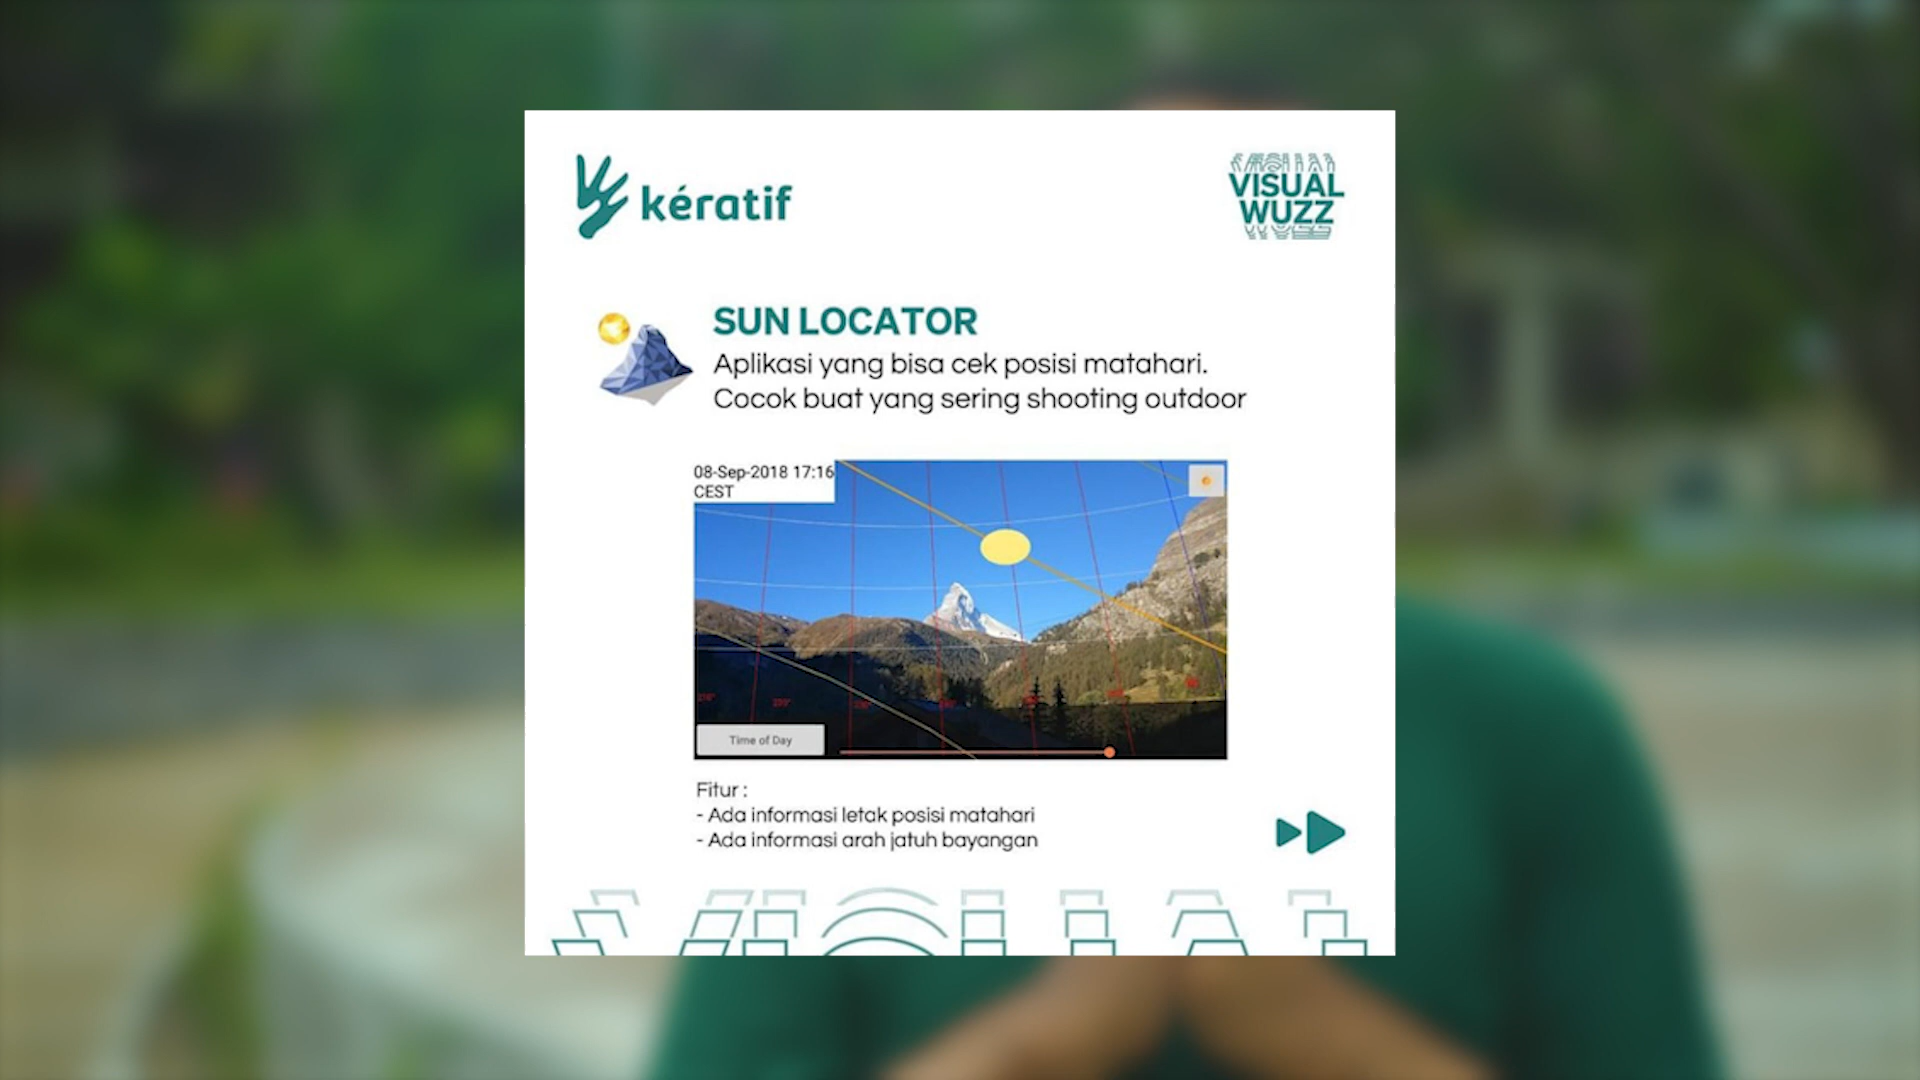 kératif
VISUAL
WUZZ
SUN LOCATOR
Aplikasi yang bisa cek posisi matahari.
Cocok buat yang sering shooting outdoor
08-Sep-2018 17:16
CEST
Time of Day
Fitur :
- Ada informasi letak posisi matahari
- Ada informasi arah jatuh bayangan